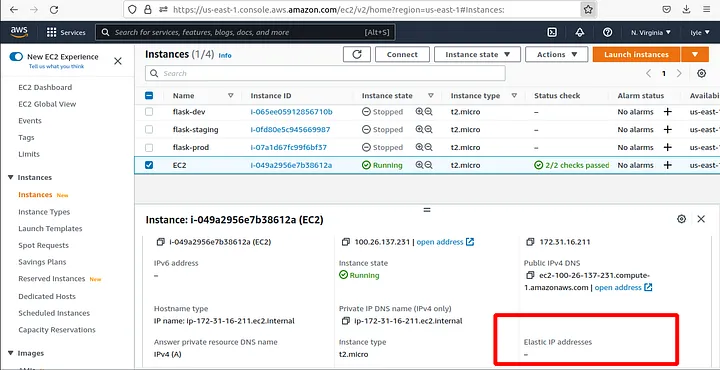 https://us-east-1.console.aws.amazon.com/ec2/v2/home?region=us-east-1#Instances:
aws Services Search for services, features, blogs, docs, and more [Alt+S] N. Virginia lyle
New EC2 Experience
Tell us what you think
EC2 Dashboard
EC2 Global View
Events
Tags
Limits
Instances
Instances New
Instance Types
Launch Templates
Spot Requests
Savings Plans
Reserved Instances New
Dedicated Hosts
Scheduled Instances
Capacity Reservations
Images
Instances (1/4) Info Connect Instance state Actions Launch instances
Search 1
Name Instance ID Instance state Instance type Status check Alarm status Availabi
flask-dev i-065ee05912856710b Stopped t2.micro – No alarms + us-east-
flask-staging i-0fd80e5c945669987 Stopped t2.micro – No alarms + us-east-
flask-prod i-07a1d67fc99f6bf37 Stopped t2.micro – No alarms + us-east-
EC2 i-049a2956e7b38612a Running t2.micro 2/2 checks passed No alarms + us-east-
Instance: i-049a2956e7b38612a (EC2)
i-049a2956e7b38612a (EC2) 100.26.137.231 | open address 172.31.16.211
IPv6 address Instance state Public IPv4 DNS
– Running ec2-100-26-137-231.compute-
1.amazonaws.com | open address
Hostname type Private IP DNS name (IPv4 only)
IP name: ip-172-31-16-211.ec2.internal ip-172-31-16-211.ec2.internal
Answer private resource DNS name Instance type Elastic IP addresses
IPv4 (A) t2.micro –